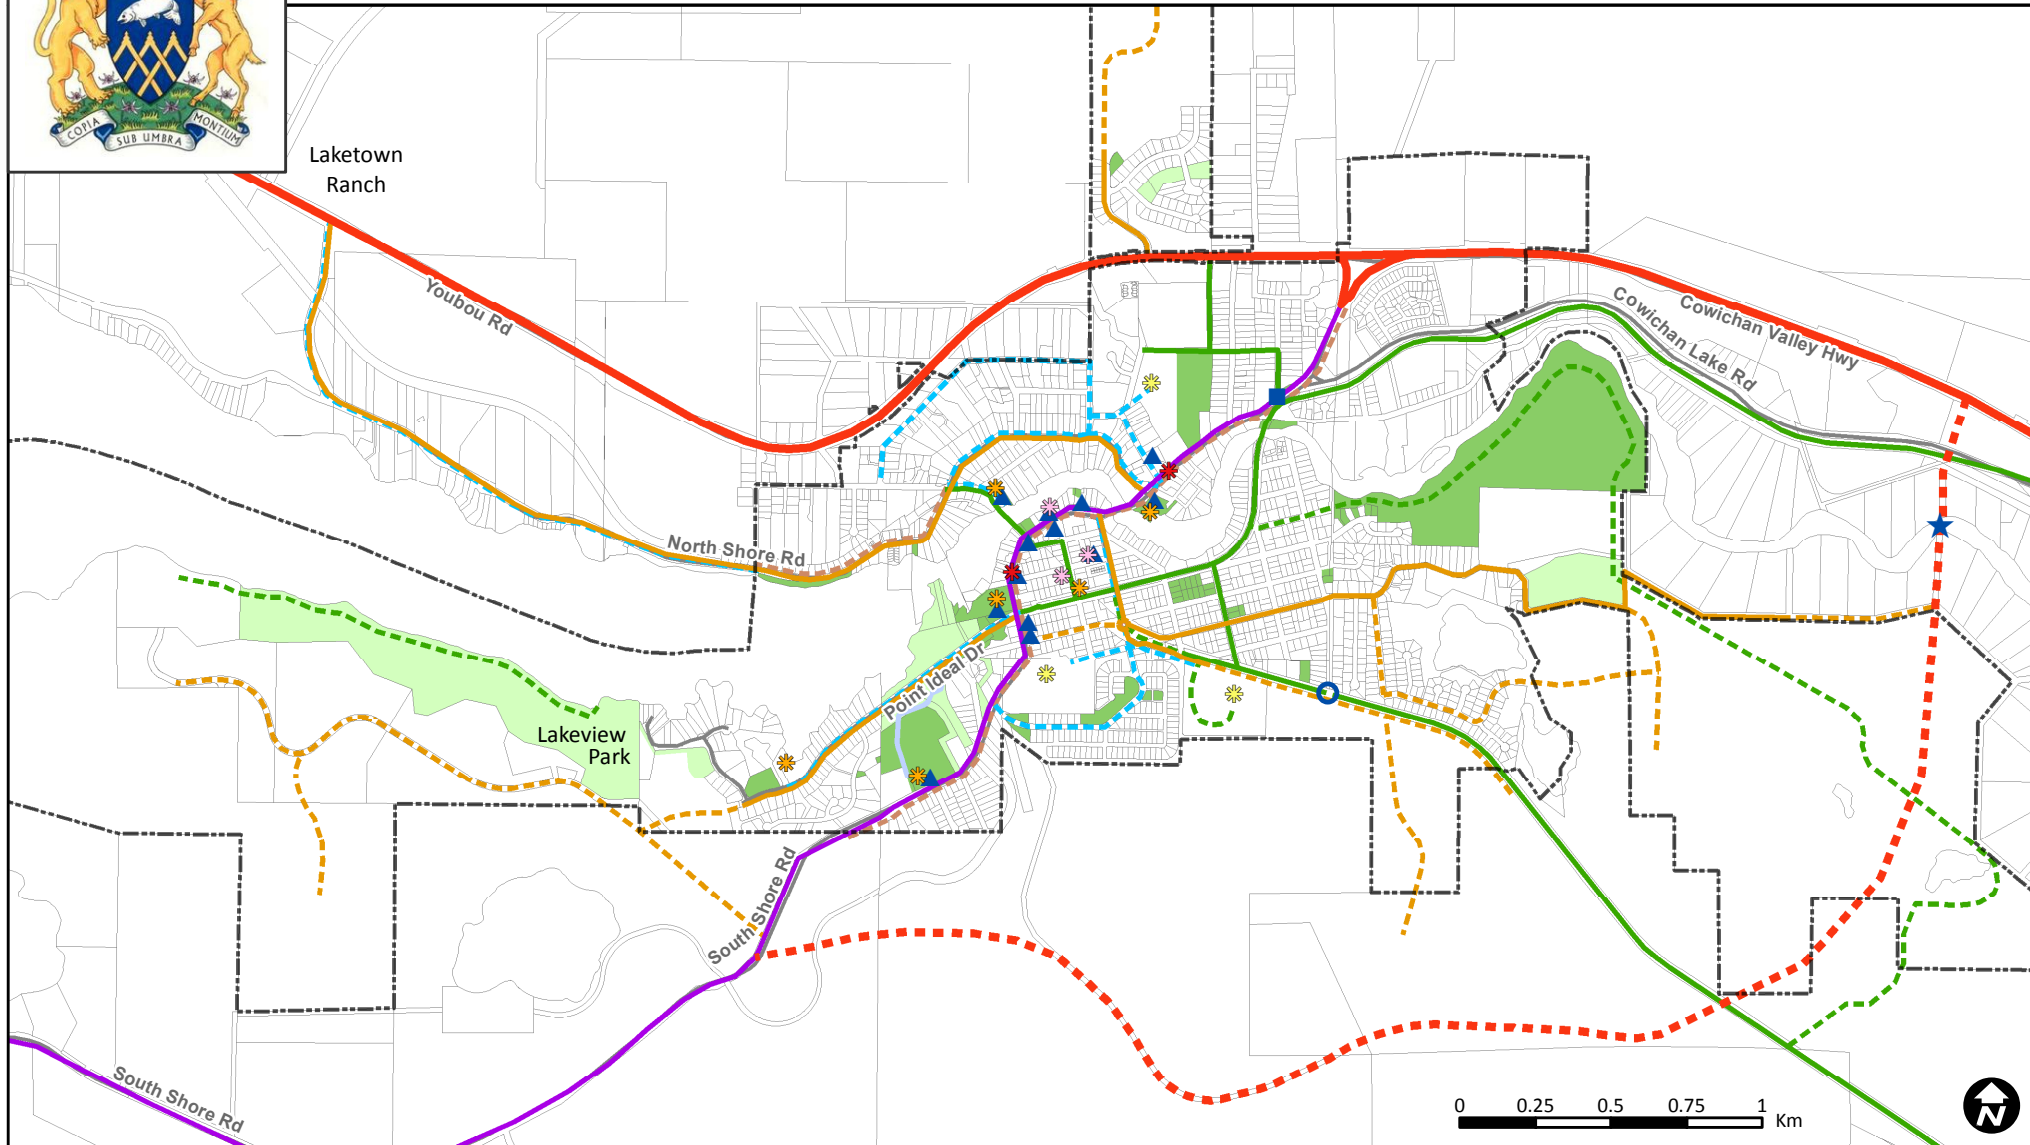 COPIA
SUB UMBRA
MONTIUM
Laketown
Ranch
Youbou Rd
Cowichan Valley Hwy
Cowichan Lake Rd
North Shore Rd
Point Ideal Dr
Lakeview
Park
South Shore Rd
South Shore Rd
0 0.25 0.5 0.75 1 Km
N